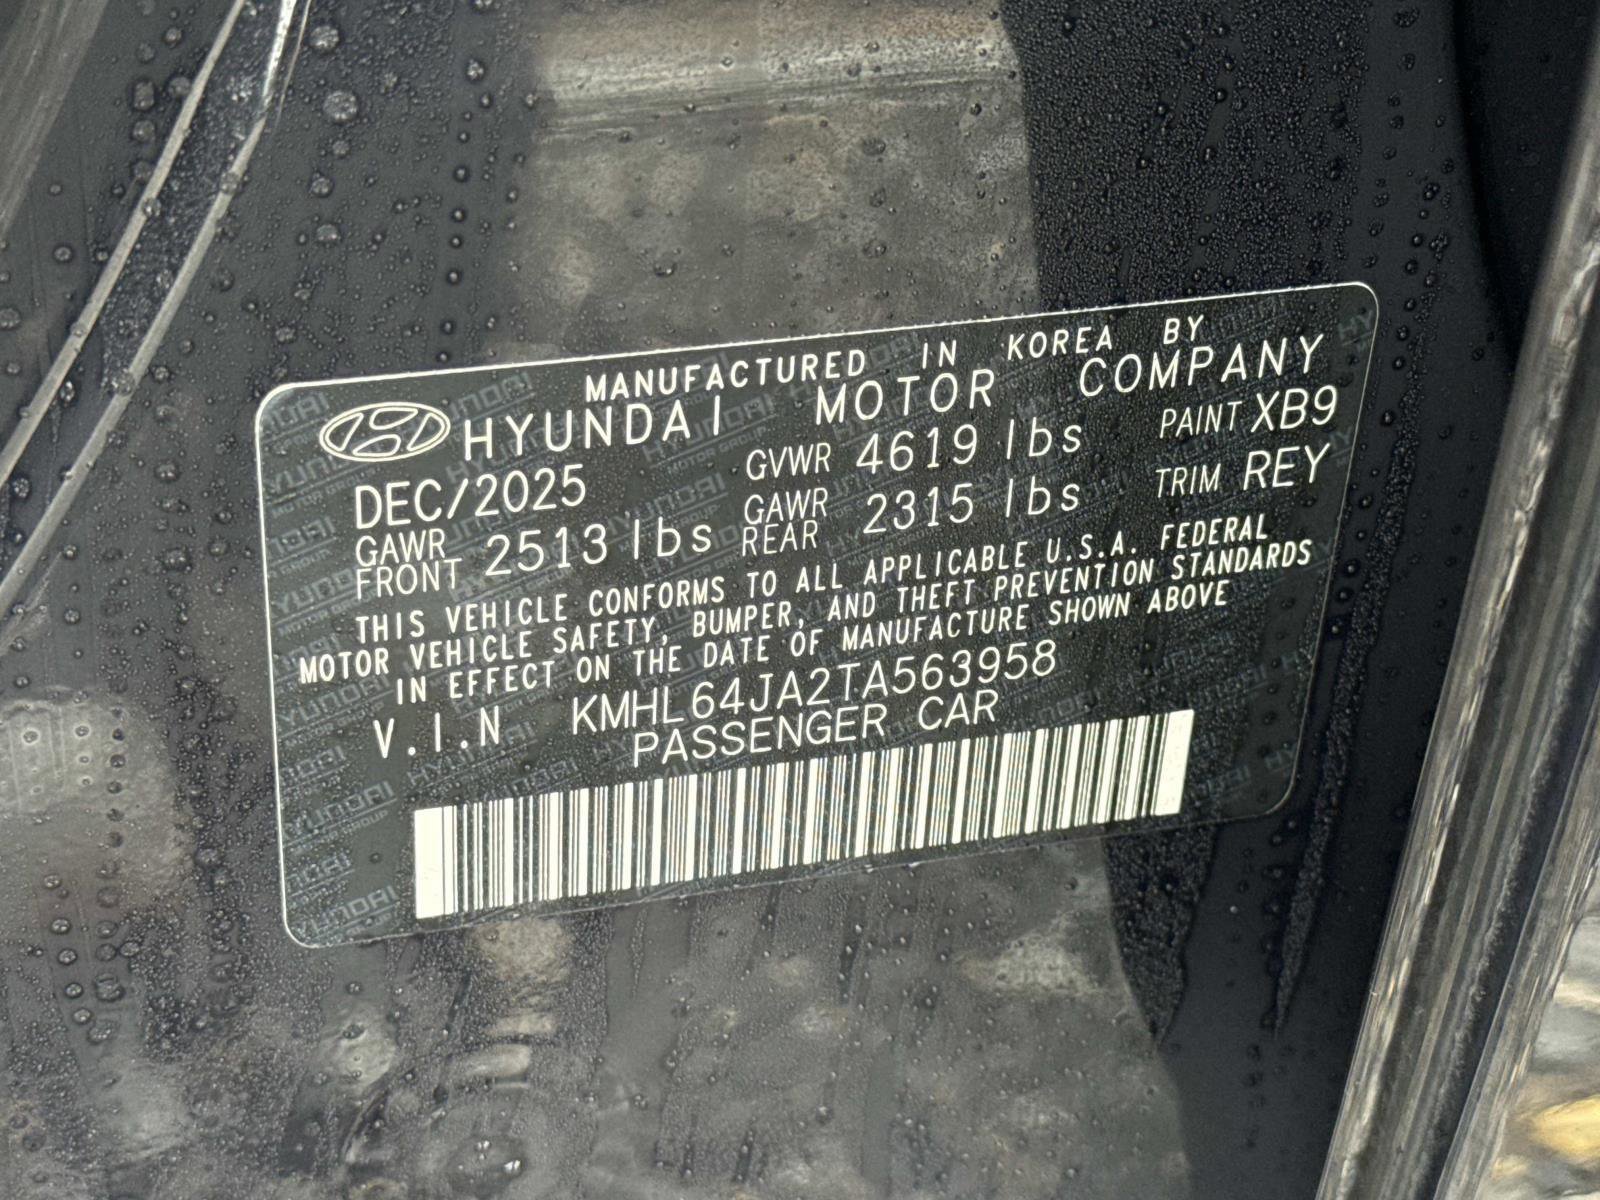 MANUFACTURED IN KOREA BY
HYUNDAI MOTOR COMPANY
DEC/2025 GVWR 4619 lbs PAINT XB9
GAWR FRONT 2513 lbs GAWR REAR 2315 lbs TRIM REY
THIS VEHICLE CONFORMS TO ALL APPLICABLE U.S.A. FEDERAL
MOTOR VEHICLE SAFETY, BUMPER, AND THEFT PREVENTION STANDARDS
IN EFFECT ON THE DATE OF MANUFACTURE SHOWN ABOVE
V.I.N KMHL64JA2TA563958
PASSENGER CAR